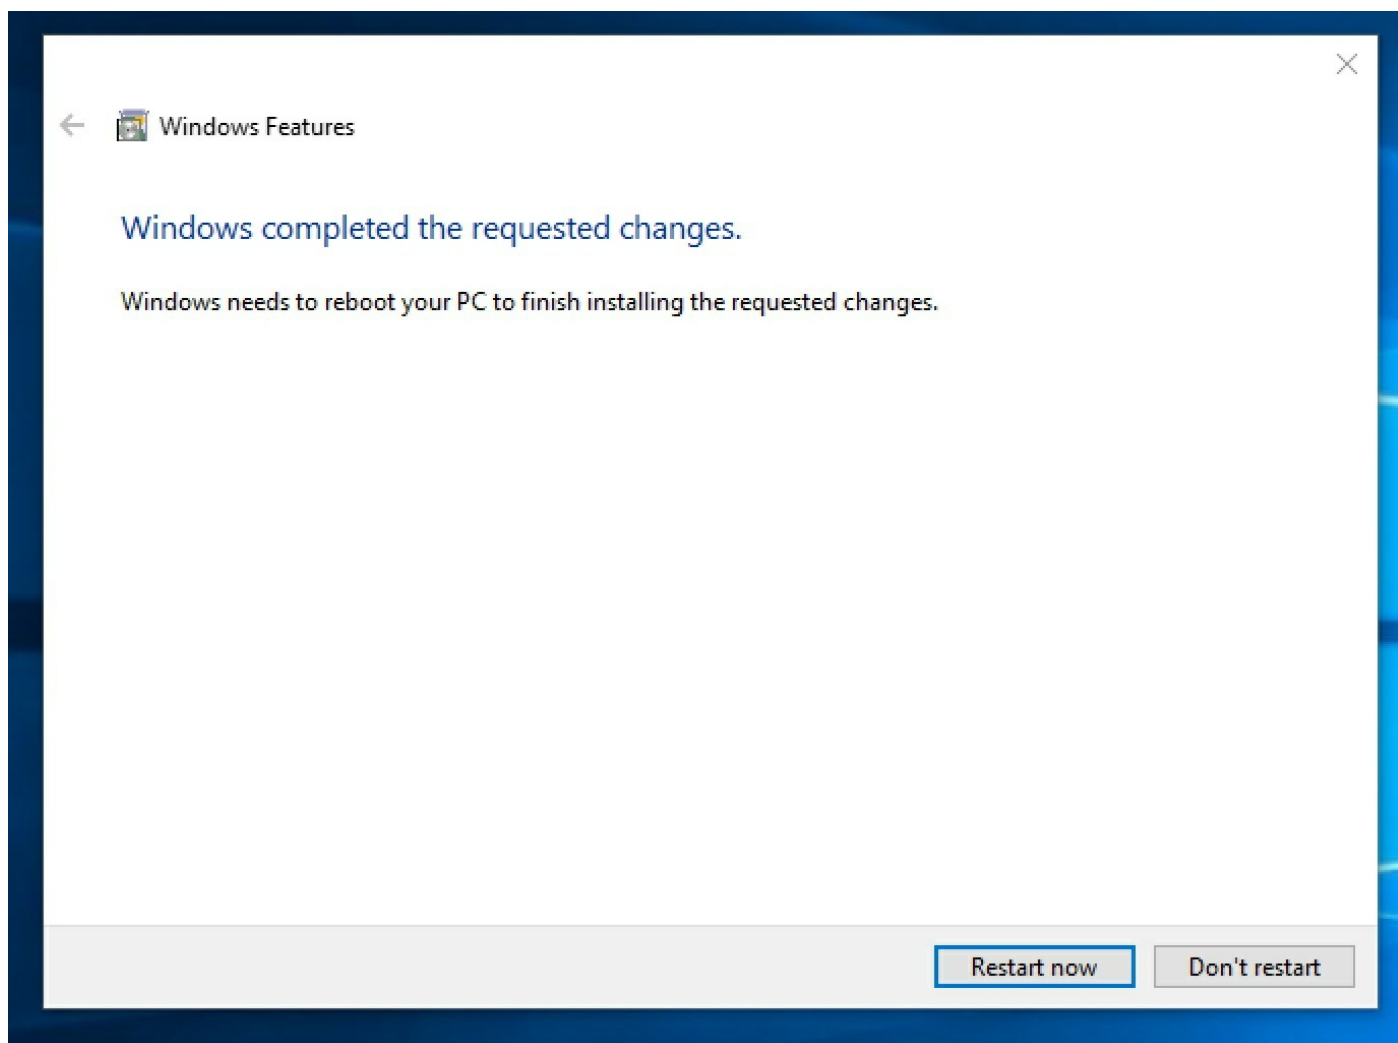 Windows Features
Windows completed the requested changes.
Windows needs to reboot your PC to finish installing the requested changes.
Restart now
Don't restart